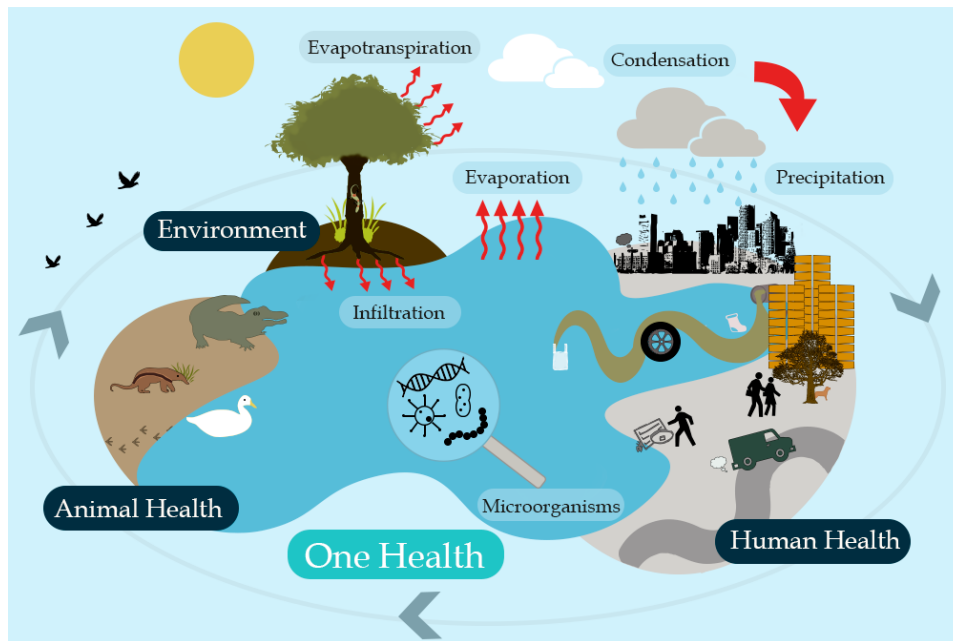 Evapotranspiration
Condensation
Evaporation
Precipitation
Environment
Infiltration
Microorganisms
Animal Health
Human Health
One Health